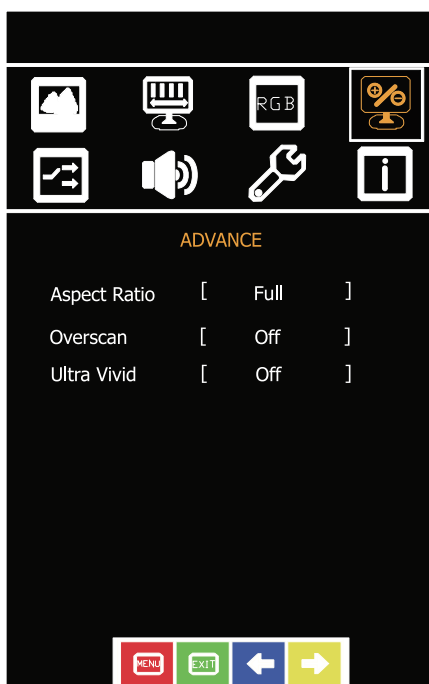 RGB
ADVANCE
Aspect Ratio [ Full ]
Overscan [ Off ]
Ultra Vivid [ Off ]
MENU EXIT